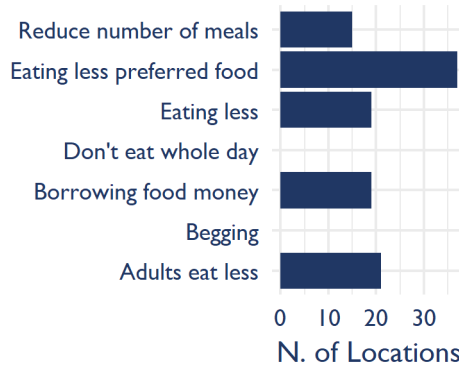 Reduce number of meals
Eating less preferred food
Eating less
Don't eat whole day
Borrowing food money
Begging
Adults eat less
0 10 20 30
N. of Locations